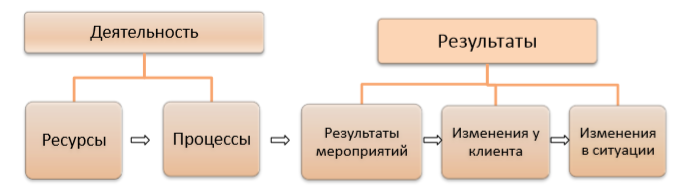 Деятельность
Результаты
Ресурсы
Процессы
Результаты
мероприятий
Изменения у
клиента
Изменения
в ситуации